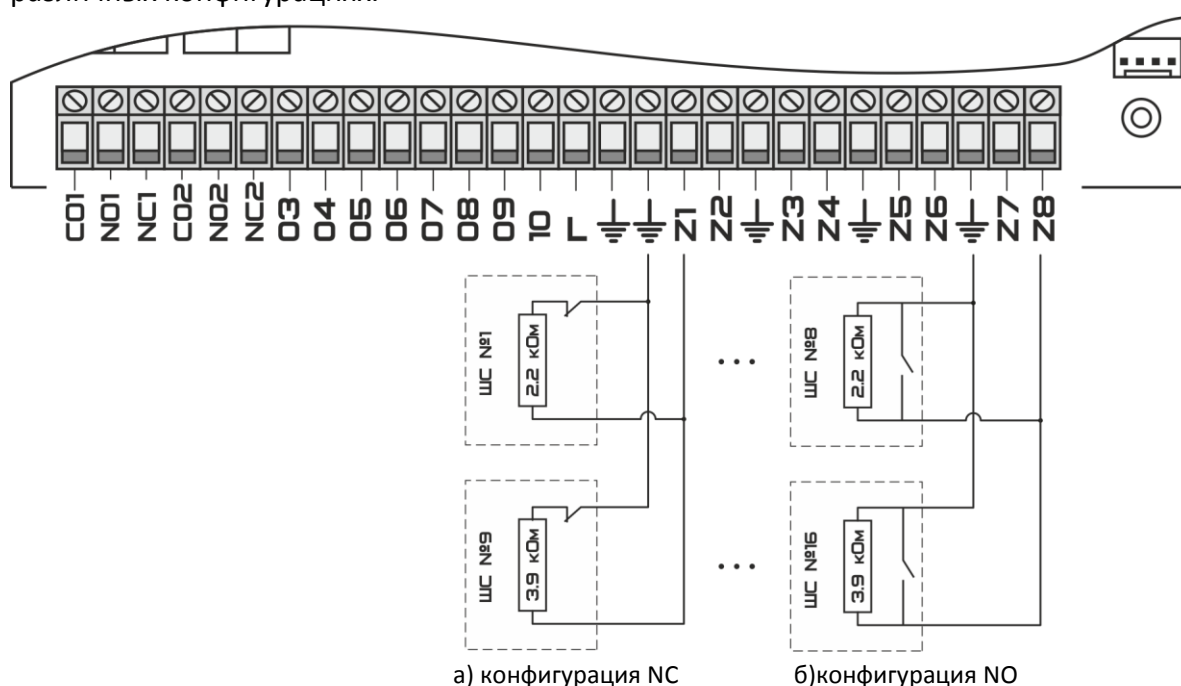 различных конфигурациях.
CO1 NO1 NC1 CO2 NO2 NC2 O3 O4 O5 O6 O7 O8 O9 10 L Z1 Z2 Z3 Z4 Z5 Z6 Z7 Z8
ШС №1
2.2 кОм
ШС №8
2.2 кОм
...
ШС №9
3.9 кОм
ШС №16
3.9 кОм
...
а) конфигурация NC
б)конфигурация NO